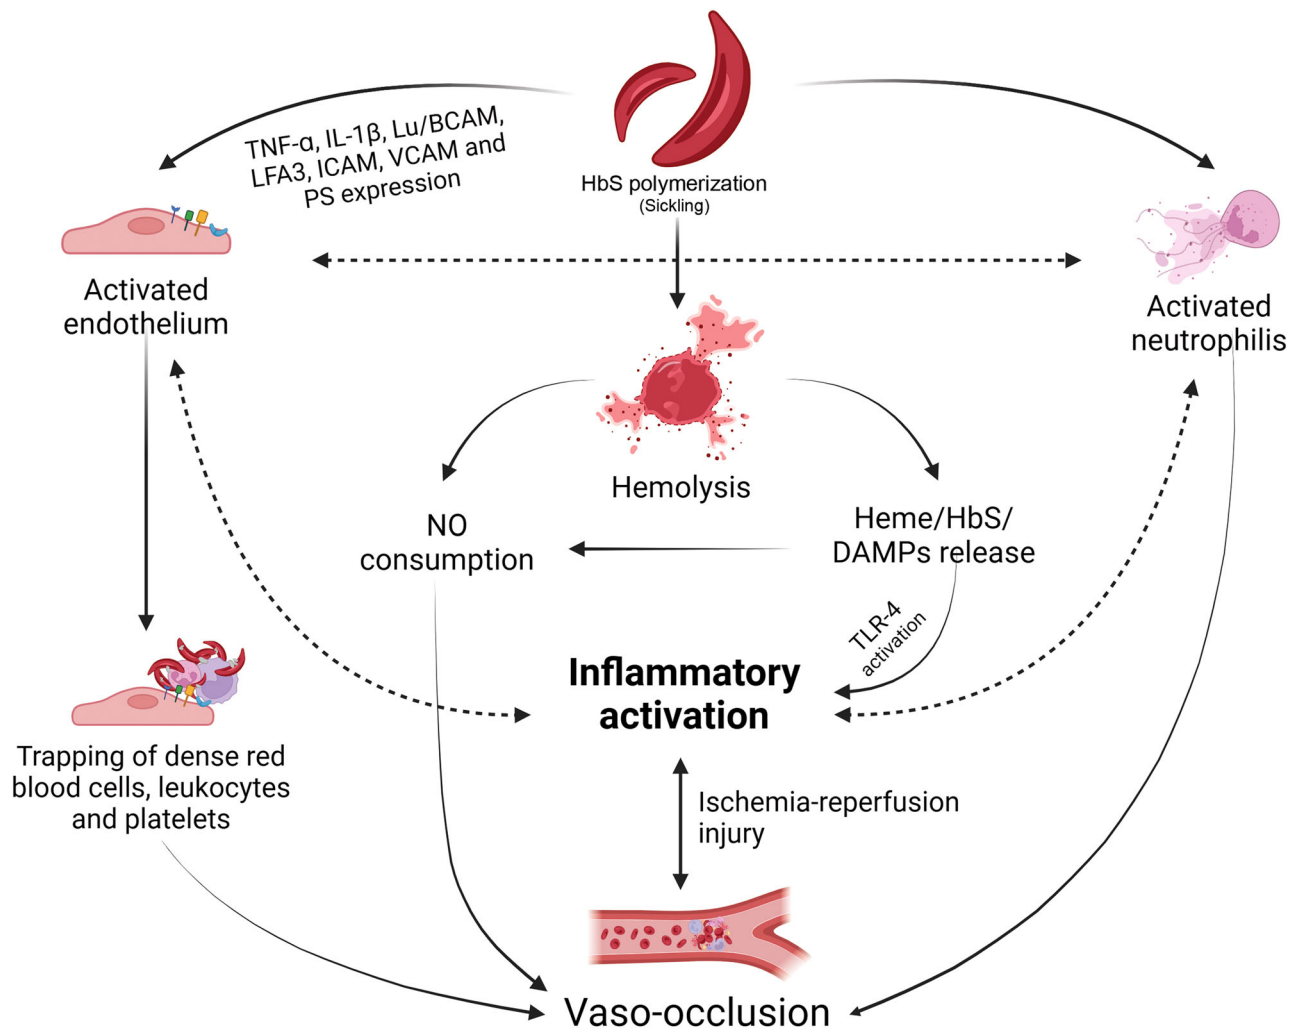 TNF-α, IL-1β, Lu/BCAM,
LFA3, ICAM, VCAM and
PS expression
HbS polymerization
(Sickling)
Activated
endothelium
Activated
neutrophilis
Hemolysis
NO
consumption
Heme/HbS/
DAMPs release
TLR-4
activation
Inflammatory
activation
Trapping of dense red
blood cells, leukocytes
and platelets
Ischemia-reperfusion
injury
Vaso-occlusion